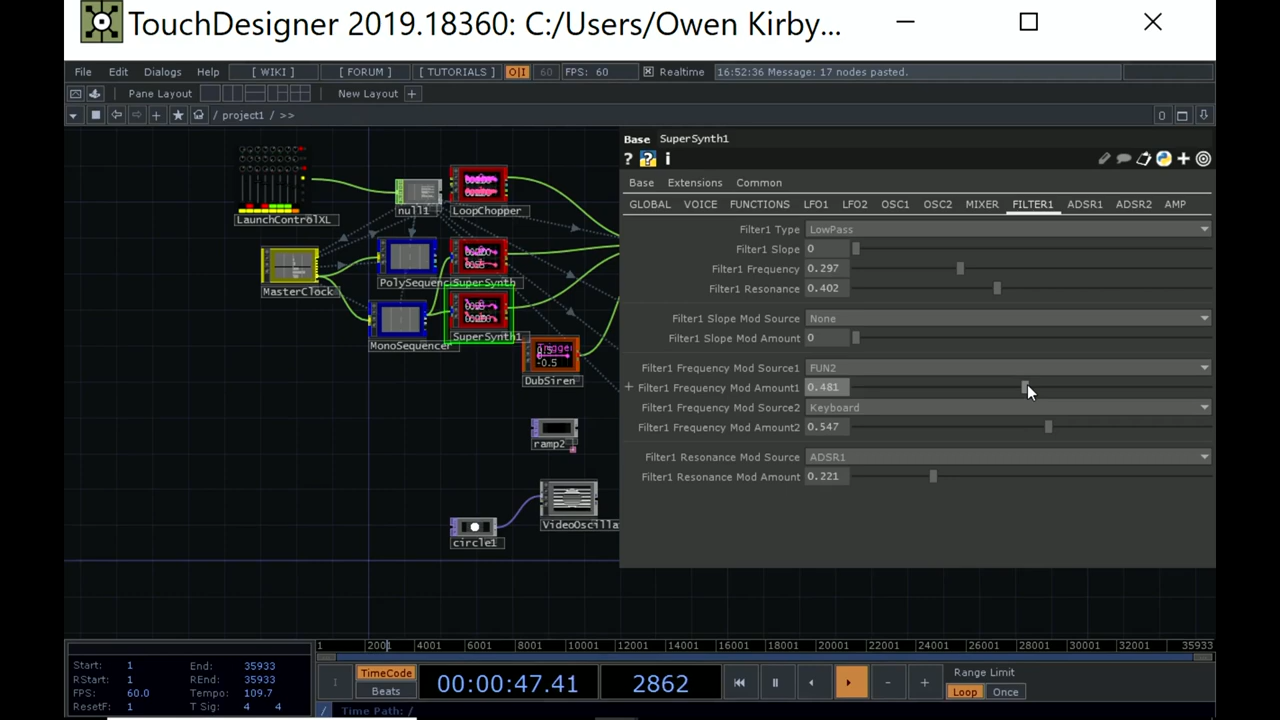 TouchDesigner 2019.18360: C:/Users/Owen Kirby...
File Edit Dialogs Help [ WIKI ] [ FORUM ] [ TUTORIALS ] O|I 60 FPS: 60 Realtime 16:52:36 Message: 17 nodes pasted.
Pane Layout New Layout +
/ project1 / >> 0
Base SuperSynth1
? ? i
Base Extensions Common
GLOBAL VOICE FUNCTIONS LFO1 LFO2 OSC1 OSC2 MIXER FILTER1 ADSR1 ADSR2 AMP
Filter1 Type LowPass
Filter1 Slope 0
Filter1 Frequency 0.297
Filter1 Resonance 0.402
Filter1 Slope Mod Source None
Filter1 Slope Mod Amount 0
Filter1 Frequency Mod Source1 FUN2
+ Filter1 Frequency Mod Amount1 0.481
Filter1 Frequency Mod Source2 Keyboard
Filter1 Frequency Mod Amount2 0.547
Filter1 Resonance Mod Source ADSR1
Filter1 Resonance Mod Amount 0.221
LaunchControlXL
null1
LoopChopper
MasterClock
PolySequenc
SuperSynth
MonoSequencer
SuperSynth1
Trigger
0.5
-0.5
DubSiren
ramp2
VideoOscilla
circle1
1 2001 4001 6001 8001 10001 12001 14001 16001 18001 20001 22001 24001 26001 28001 30001 32001 35933
Start: 1 End: 35933
RStart: 1 REnd: 35933
FPS: 60.0 Tempo: 109.7
ResetF: 1 T Sig: 4 4
TimeCode
Beats
00:00:47.41
2862
Range Limit
Loop Once
/ Time Path: /